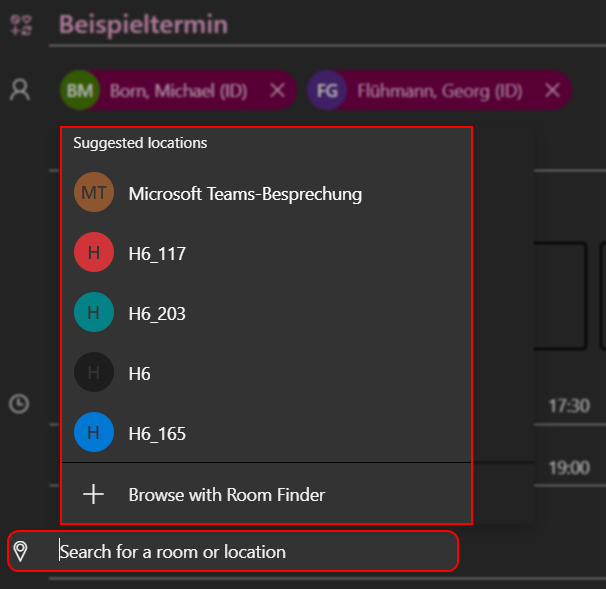 Beispieltermin
BM Born, Michael (ID) FG Flühmann, Georg (ID)
Suggested locations
MT Microsoft Teams-Besprechung
H H6_117
H H6_203
H H6
H H6_165
17:30
19:00
Browse with Room Finder
Search for a room or location